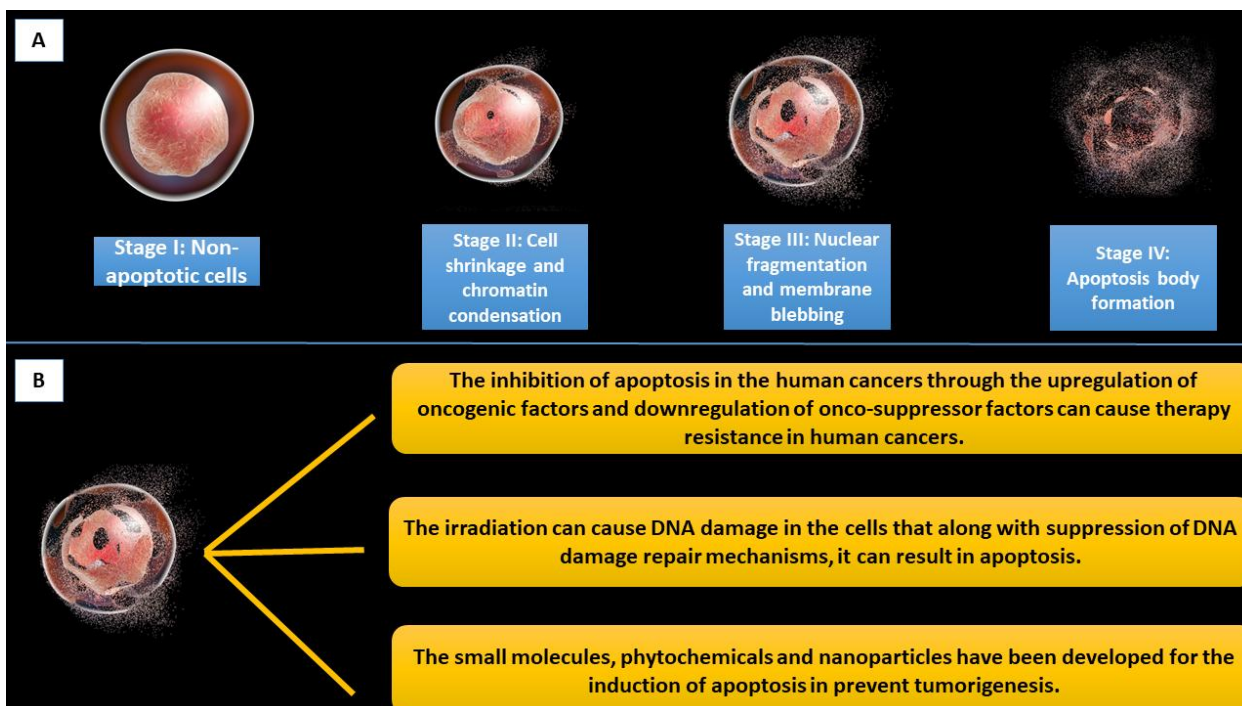 A
Stage I: Non-
apoptotic cells
Stage II: Cell
shrinkage and
chromatin
condensation
Stage III: Nuclear
fragmentation
and membrane
blebbing
Stage IV:
Apoptosis body
formation
B
The inhibition of apoptosis in the human cancers through the upregulation of
oncogenic factors and downregulation of onco-suppressor factors can cause therapy
resistance in human cancers.
The irradiation can cause DNA damage in the cells that along with suppression of DNA
damage repair mechanisms, it can result in apoptosis.
The small molecules, phytochemicals and nanoparticles have been developed for the
induction of apoptosis in prevent tumorigenesis.